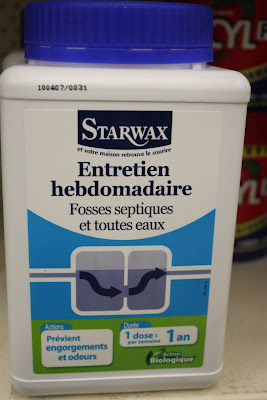 100407/0031
STARWAX
et votre maison retrouve le sourire
Entretien
hebdomadaire
Fosses septiques
et toutes eaux
Actions
Prévient
engorgements
et odeurs
Durée
1 dose :
par semaine
1 an
Action
Biologique
YL